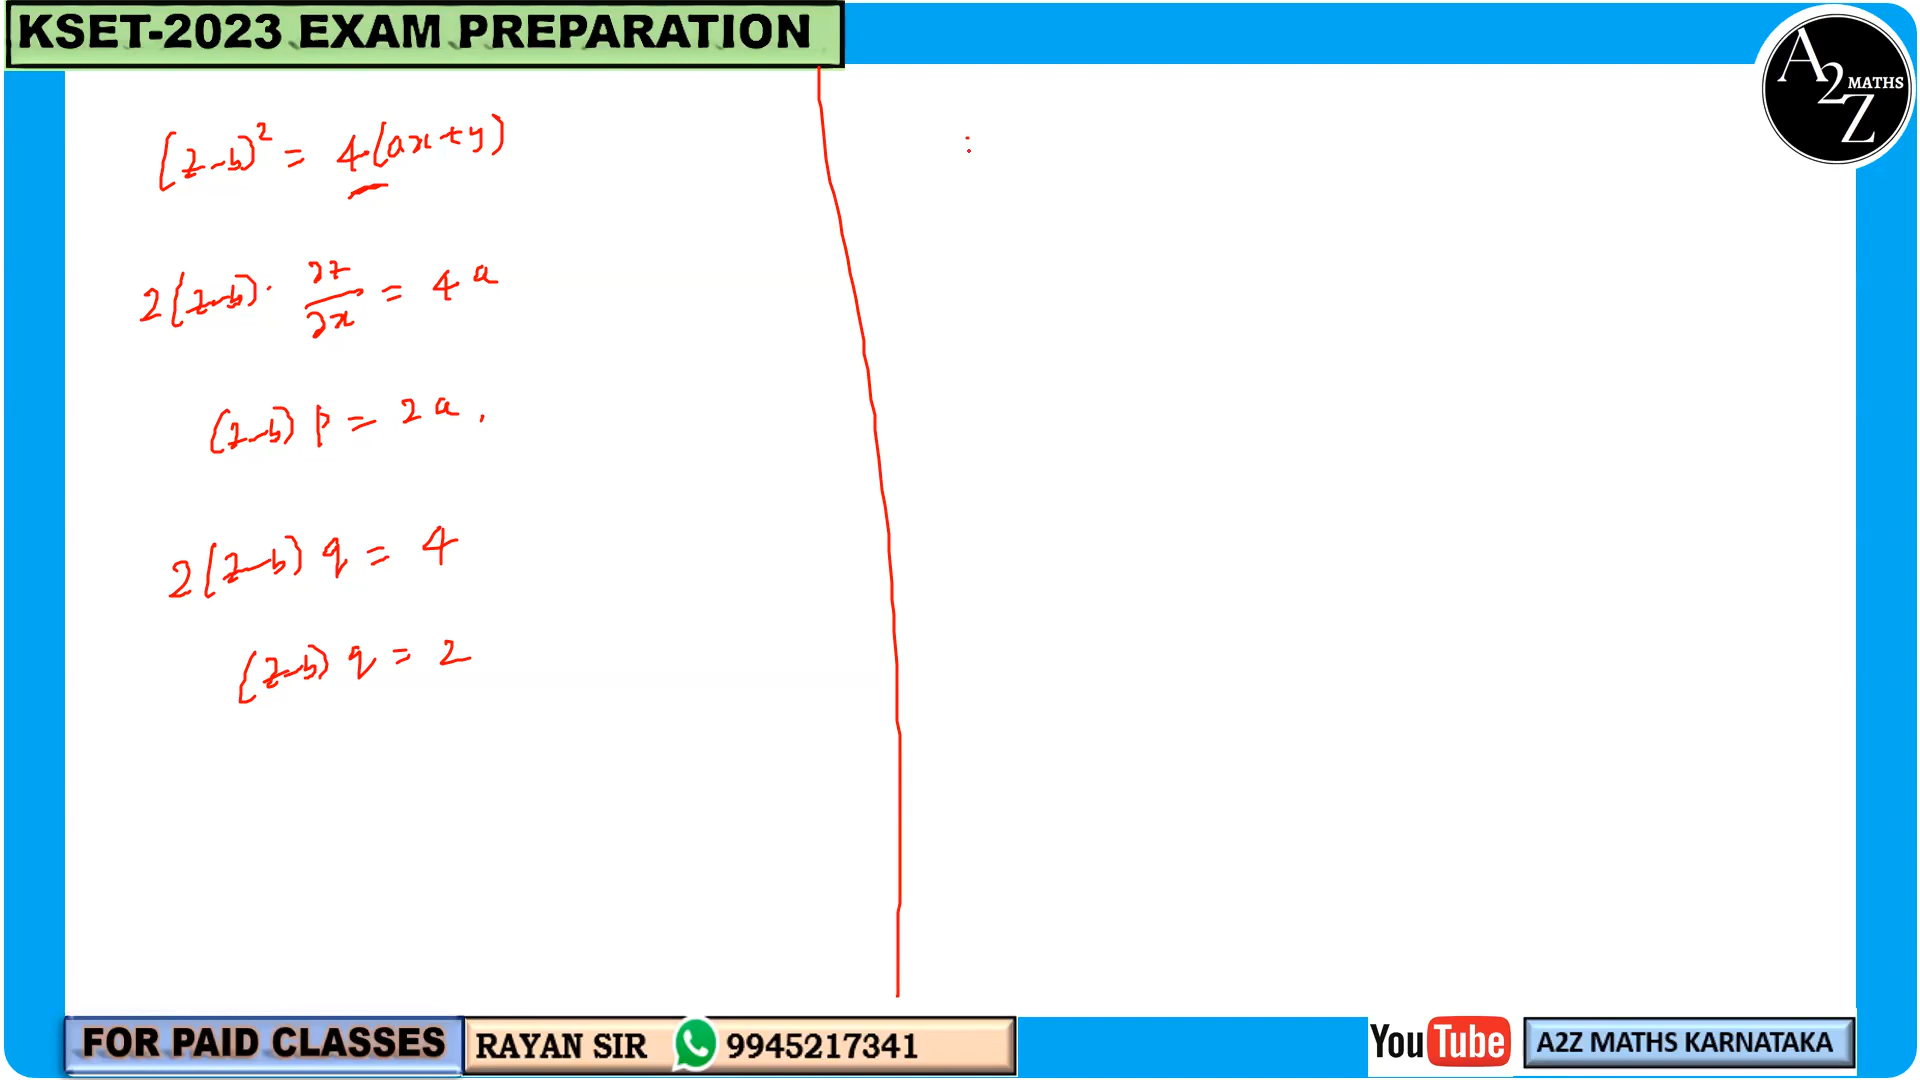 KSET-2023 EXAM PREPARATION
A2Z MATHS
(z-b)² = 4(ax+y)
2(z-b)· ∂z/∂x = 4a
(z-b) p = 2a,
2(z-b) q = 4
(z-b) q = 2
:
FOR PAID CLASSES
RAYAN SIR 9945217341
YouTube
A2Z MATHS KARNATAKA